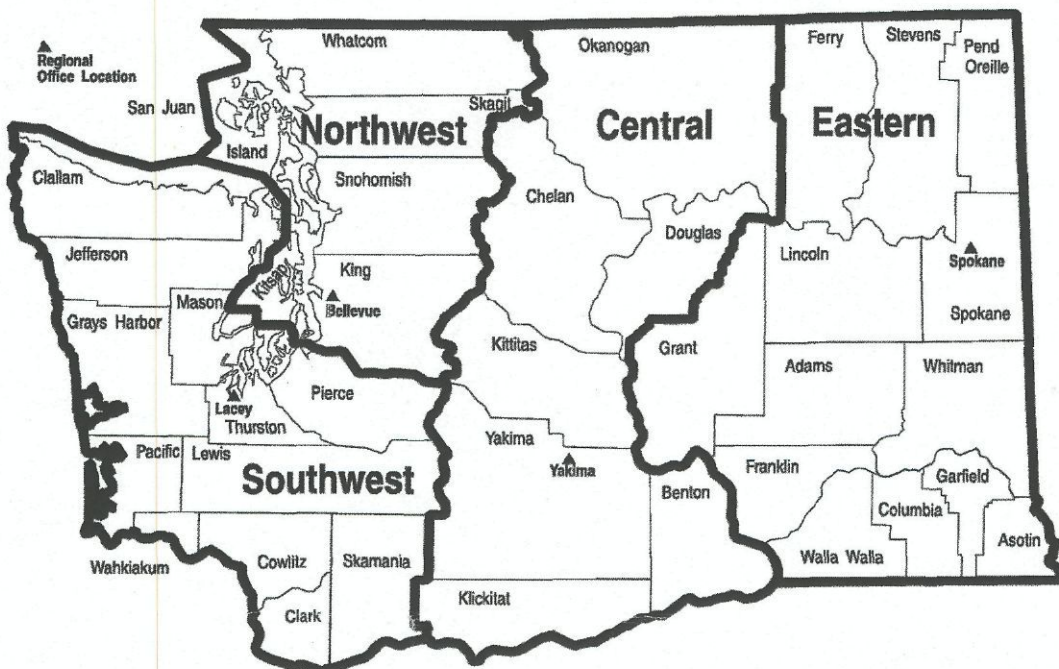 Regional
Office Location
San Juan
Whatcom
Skagit
Northwest
Island
Snohomish
King
Bellevue
Kitsap
Clallam
Jefferson
Mason
Grays Harbor
Pierce
Lacey
Thurston
Pacific
Lewis
Southwest
Wahkiakum
Cowlitz
Skamania
Clark
Okanogan
Central
Chelan
Douglas
Kittitas
Yakima
Yakima
Benton
Klickitat
Ferry
Stevens
Pend
Oreille
Eastern
Lincoln
Spokane
Spokane
Grant
Adams
Whitman
Franklin
Garfield
Columbia
Walla Walla
Asotin